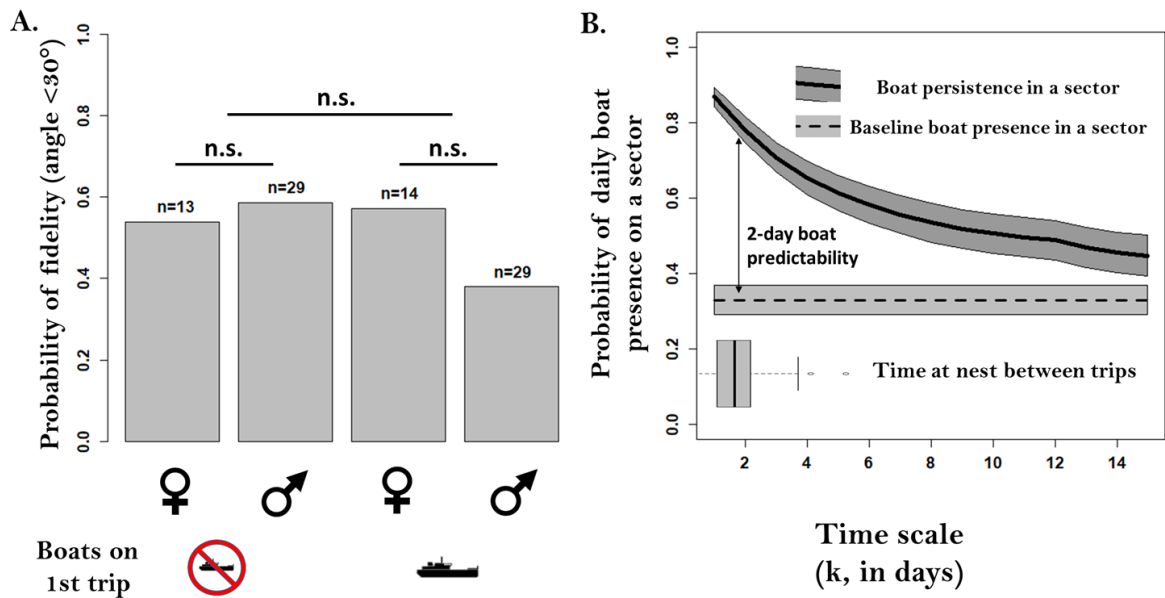 A.
Probability of fidelity (angle <30°)
0.0 0.2 0.4 0.6 0.8 1.0
n.s.
n.s. n.s.
n=13 n=29 n=14 n=29
♀ ♂ ♀ ♂
Boats on
1st trip
B.
Probability of daily boat
presence on a sector
0.0 0.2 0.4 0.6 0.8 1.0
Boat persistence in a sector
Baseline boat presence in a sector
2-day boat
predictability
Time at nest between trips
2 4 6 8 10 12 14
Time scale
(k, in days)